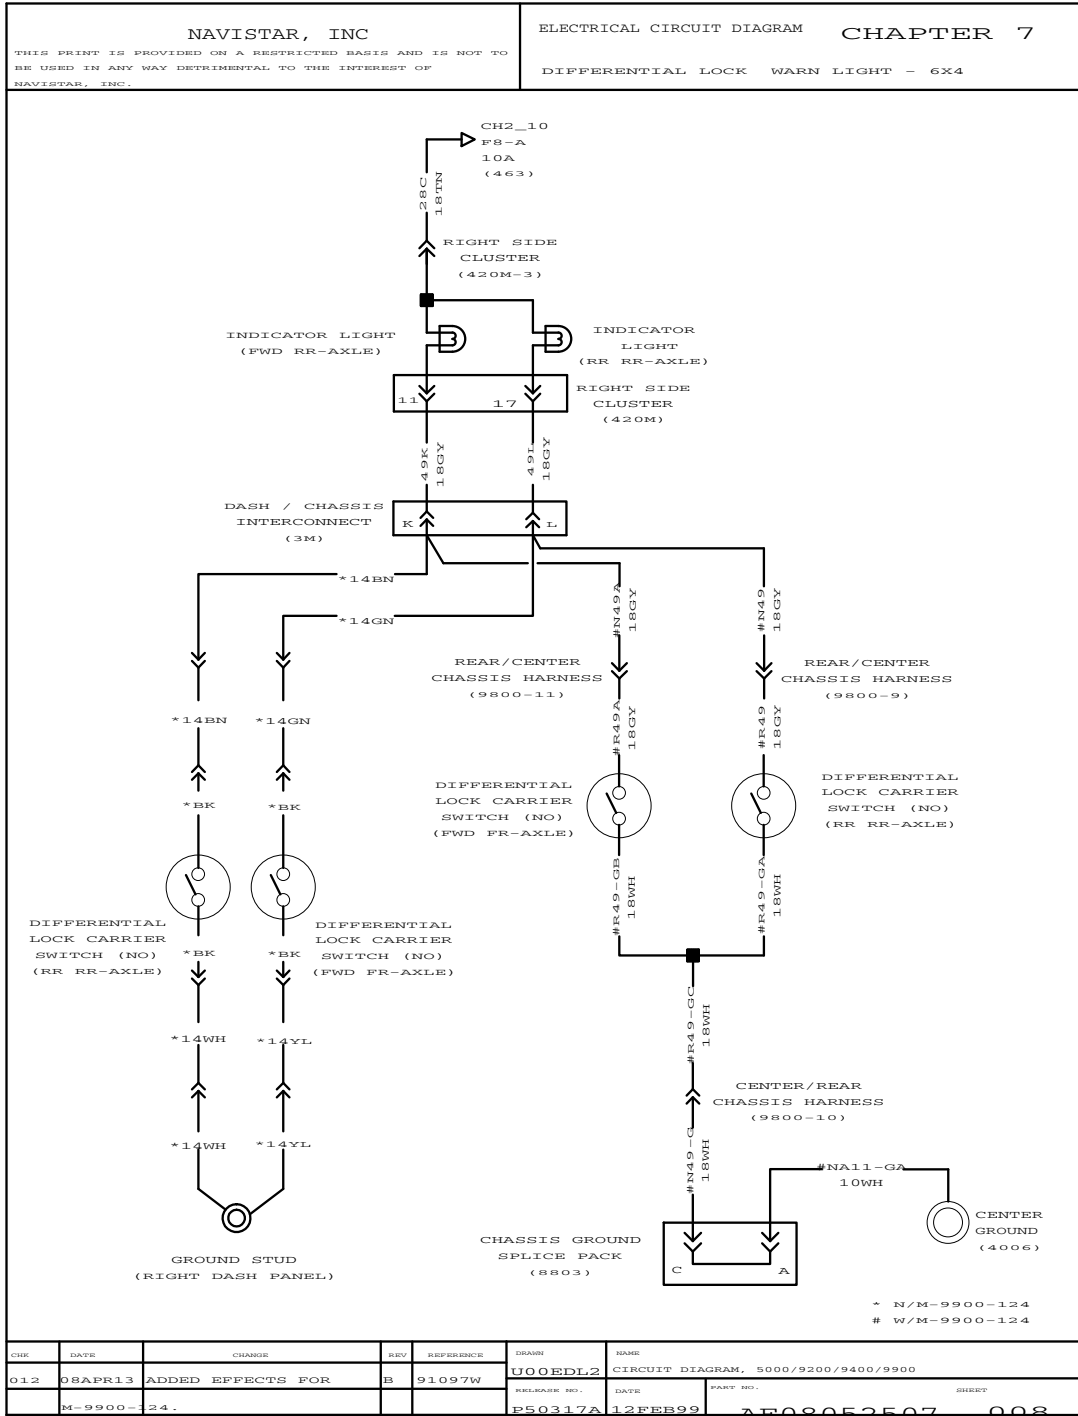 NAVISTAR, INC
THIS PRINT IS PROVIDED ON A RESTRICTED BASIS AND IS NOT TO
BE USED IN ANY WAY DETRIMENTAL TO THE INTEREST OF
NAVISTAR, INC.
ELECTRICAL CIRCUIT DIAGRAM
CHAPTER 7
DIFFERENTIAL LOCK WARN LIGHT - 6X4
CH2_10
F8-A
10A
(463)
28C
18TN
RIGHT SIDE
CLUSTER
(420M-3)
INDICATOR LIGHT
(FWD RR-AXLE)
INDICATOR
LIGHT
(RR RR-AXLE)
11
17
RIGHT SIDE
CLUSTER
(420M)
49K
18GY
49L
18GY
DASH / CHASSIS
INTERCONNECT
(3M)
K
L
*14BN
*14GN
#N49A
18GY
#N49
18GY
REAR/CENTER
CHASSIS HARNESS
(9800-11)
REAR/CENTER
CHASSIS HARNESS
(9800-9)
*14BN
*14GN
#R49A
18GY
#R49
18GY
*BK
*BK
DIFFERENTIAL
LOCK CARRIER
SWITCH (NO)
(FWD FR-AXLE)
DIFFERENTIAL
LOCK CARRIER
SWITCH (NO)
(RR RR-AXLE)
#R49-GB
18WH
#R49-GA
18WH
DIFFERENTIAL
LOCK CARRIER
SWITCH (NO)
(RR RR-AXLE)
*BK
*BK
DIFFERENTIAL
LOCK CARRIER
SWITCH (NO)
(FWD FR-AXLE)
*14WH
*14YL
#R49-GC
18WH
CENTER/REAR
CHASSIS HARNESS
(9800-10)
*14WH
*14YL
#N49-G
18WH
#NA11-GA
10WH
GROUND STUD
(RIGHT DASH PANEL)
CHASSIS GROUND
SPLICE PACK
(8803)
C
A
CENTER
GROUND
(4006)
* N/M-9900-124
# W/M-9900-124
CHK DATE CHANGE REV REFERENCE DRAWN NAME
012 08APR13 ADDED EFFECTS FOR B 91097W U00EDL2 CIRCUIT DIAGRAM, 5000/9200/9400/9900
RELEASE NO. DATE PART NO. SHEET
M-9900-124. P50317A 12FEB99 AE08052507 008